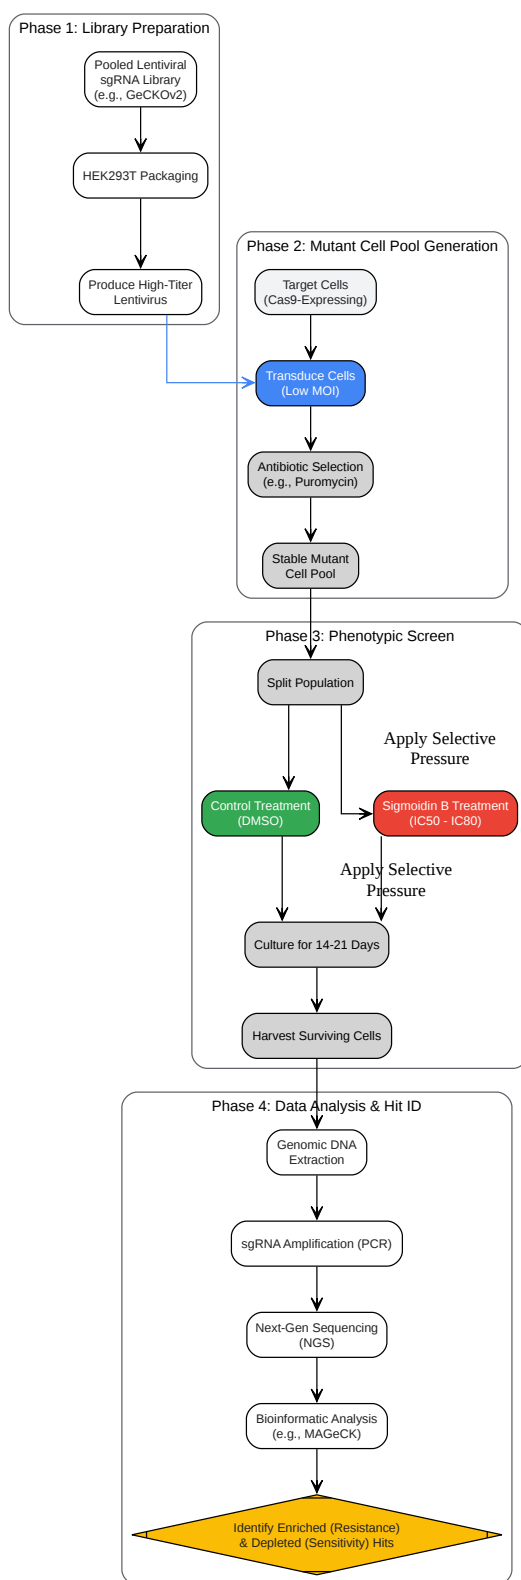 Phase 1: Library Preparation
Pooled Lentiviral
sgRNA Library
(e.g., GeCKOv2)
HEK293T Packaging
Produce High-Titer
Lentivirus
Phase 2: Mutant Cell Pool Generation
Target Cells
(Cas9-Expressing)
Transduce Cells
(Low MOI)
Antibiotic Selection
(e.g., Puromycin)
Stable Mutant
Cell Pool
Phase 3: Phenotypic Screen
Split Population
Apply Selective
Pressure
Control Treatment
(DMSO)
Sigmoidin B Treatment
(IC50 - IC80)
Apply Selective
Pressure
Culture for 14-21 Days
Harvest Surviving Cells
Phase 4: Data Analysis & Hit ID
Genomic DNA
Extraction
sgRNA Amplification (PCR)
Next-Gen Sequencing
(NGS)
Bioinformatic Analysis
(e.g., MAGeCK)
Identify Enriched (Resistance)
& Depleted (Sensitivity) Hits